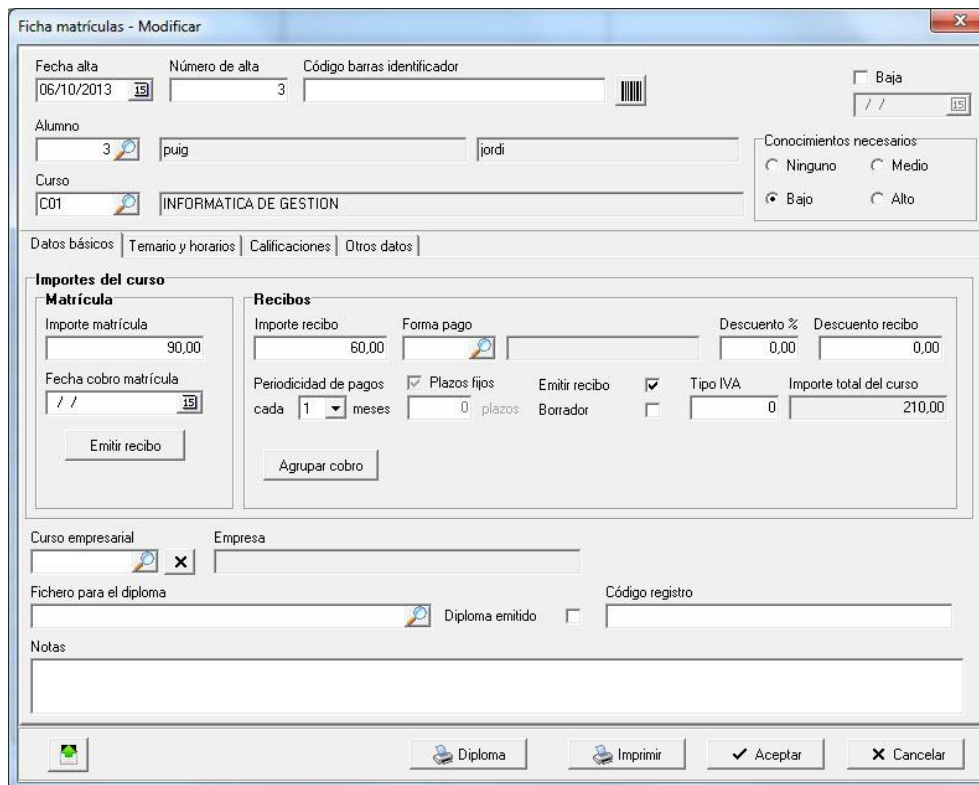 Ficha matrículas - Modificar
Fecha alta Número de alta Código barras identificador
Baja
06/10/2013 15 3
/ / 15
Alumno
3 puig jordi
Conocimientos necesarios
Ninguno Medio
Curso
C01 INFORMATICA DE GESTION
Bajo Alto
Datos básicos Temario y horarios Calificaciones Otros datos
Importes del curso
Matrícula
Importe matrícula
90,00
Fecha cobro matrícula
/ / 15
Emitir recibo
Recibos
Importe recibo Forma pago Descuento % Descuento recibo
60,00 0,00 0,00
Periodicidad de pagos Plazos fijos Emitir recibo Tipo IVA Importe total del curso
cada 1 meses 0 plazos Borrador 0 210,00
Agrupar cobro
Curso empresarial Empresa
Fichero para el diploma Código registro
Diploma emitido
Notas
Diploma Imprimir Aceptar Cancelar